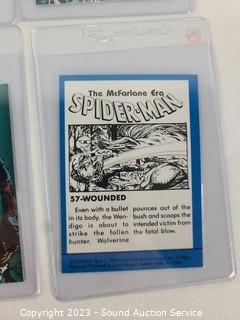 The McFarlane Era
SPIDER-MAN
57-WOUNDED
Even with a bullet
in its body, the Wen-
digo is about to
strike the fallen
hunter. Wolverine
pounces out of the
bush and scoops the
intended victim from
the fatal blow.
Copyright 2023 - Sound Auction Service